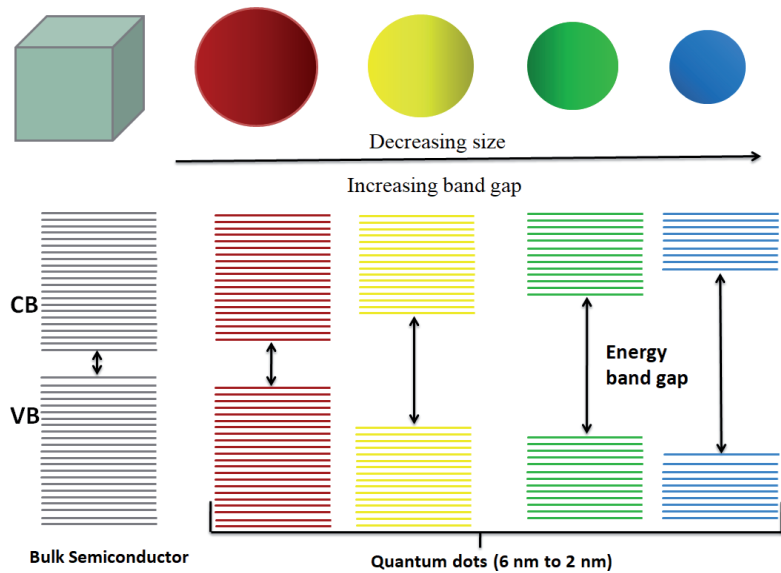 Decreasing size
Increasing band gap
CB
VB
Energy
band gap
Bulk Semiconductor
Quantum dots (6 nm to 2 nm)